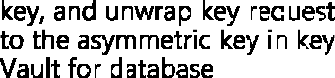 key, and unwrap key request
to the asymmetric key in key
Vault for database